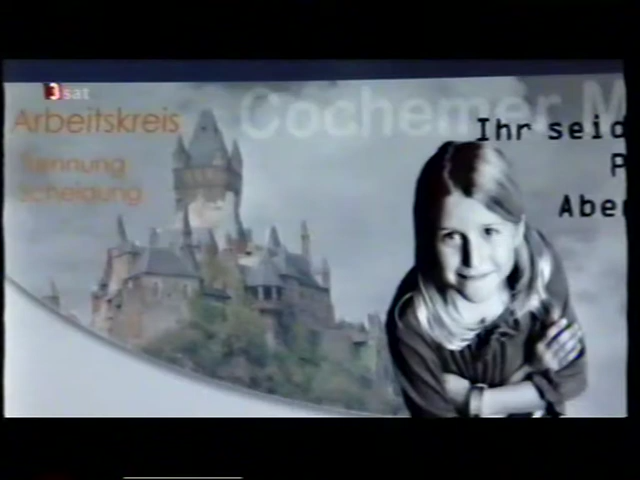 3sat
Arbeitskreis
Cochemer M
Ihr seid
Trennung
P
Scheidung
Aber